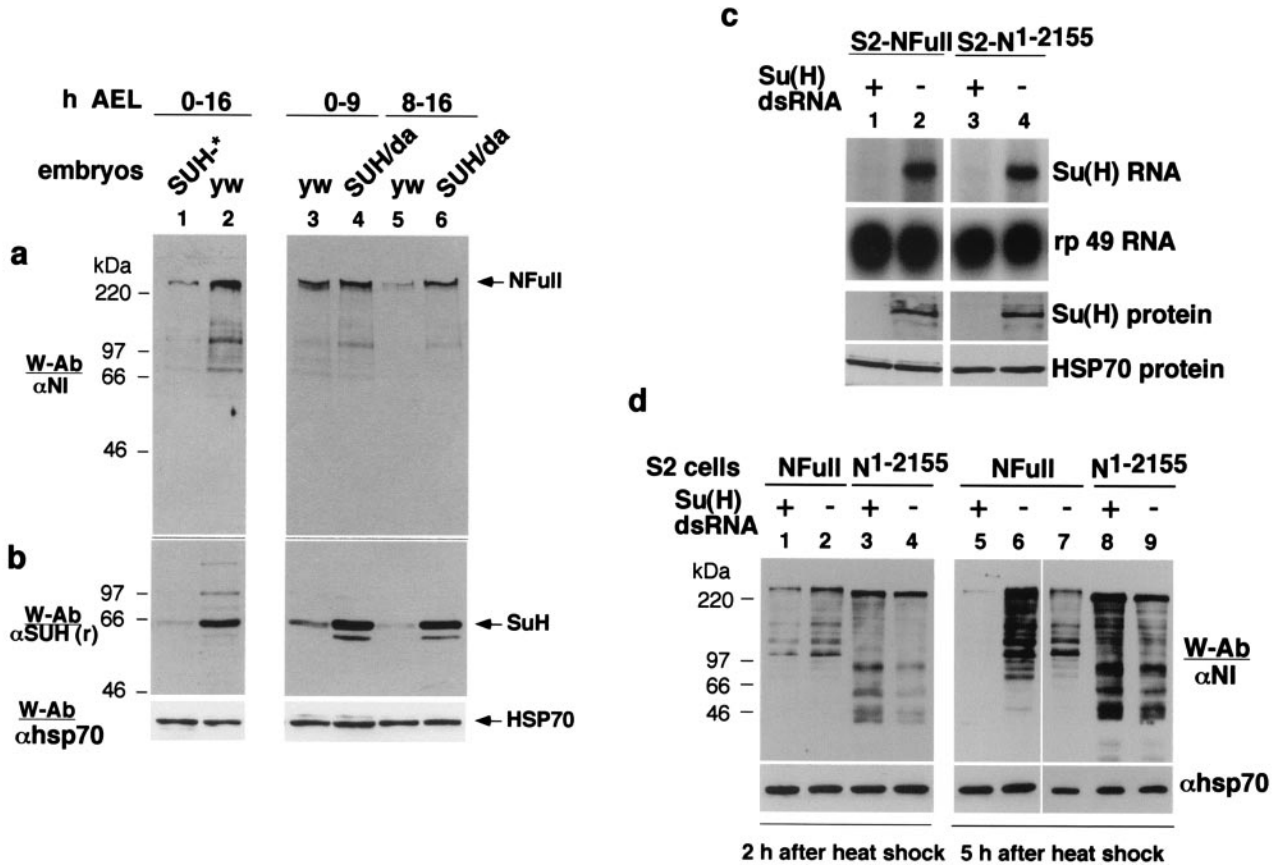 h AEL 0-16 0-9 8-16
embryos SUH-* yw yw SUH/da yw SUH/da
1 2 3 4 5 6
a
kDa
220
97
66
46
W-Ab
αNI
NFull
b
97
66
46
W-Ab
αSUH (r)
SuH
W-Ab
αhsp70
HSP70
c
S2-NFull S2-N1-2155
Su(H)
dsRNA + - + -
1 2 3 4
Su(H) RNA
rp 49 RNA
Su(H) protein
HSP70 protein
d
S2 cells NFull N1-2155 NFull N1-2155
Su(H)
dsRNA + - + - + - - + -
1 2 3 4 5 6 7 8 9
kDa
220
97
66
46
W-Ab
αNI
αhsp70
2 h after heat shock 5 h after heat shock